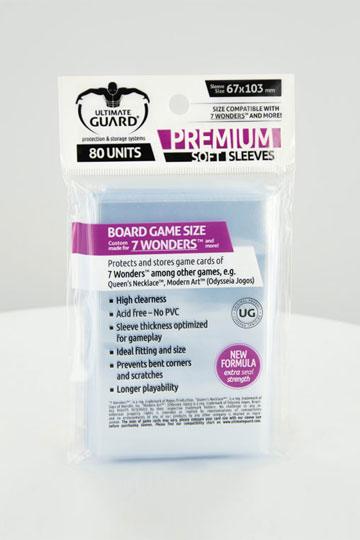 ULTIMATE
GUARD®
protection & storage systems
80 UNITS
Sleeve Size 67x103 mm
SIZE COMPATIBLE WITH
7 WONDERS™ AND MORE!
PREMIUM
SOFT SLEEVES
BOARD GAME SIZE
Custom made for 7 WONDERS™ and more!
Protects and stores game cards of
7 Wonders™ among other games, e.g.
Queen's Necklace™, Modern Art™ (Odysseia Jogos)
▪ High clearness
▪ Acid free – No PVC
▪ Sleeve thickness optimized
for gameplay
▪ Ideal fitting and size
▪ Prevents bent corners
and scratches
▪ Longer playability
UG
NEW
FORMULA
extra seal
strength